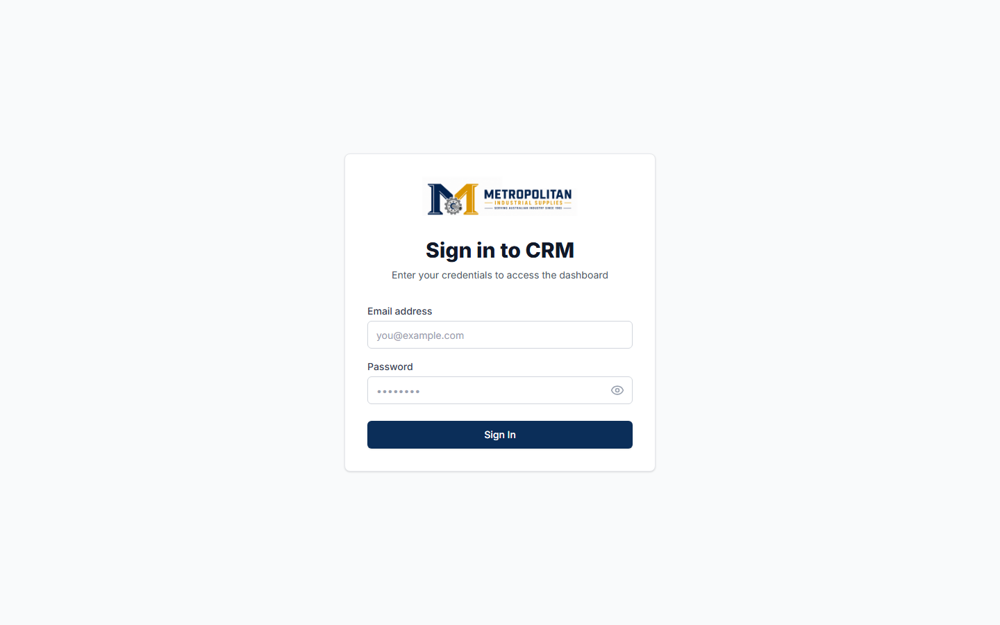 METROPOLITAN
INDUSTRIAL SUPPLIES
SERVING AUSTRALIAN INDUSTRY SINCE
Sign in to CRM
Enter your credentials to access the dashboard
Email address
you@example.com
Password
Sign In